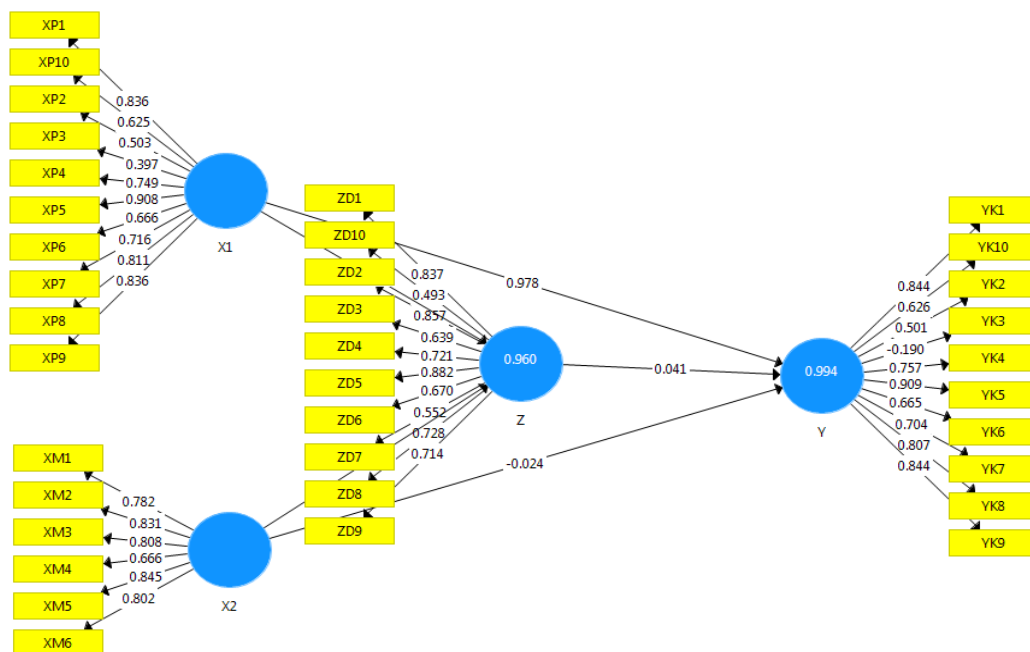 XP1
XP10
XP2
XP3
XP4
XP5
XP6
XP7
XP8
XP9
0.836
0.625
0.503
0.397
0.749
0.908
0.666
0.716
0.811
0.836
X1
XM1
XM2
XM3
XM4
XM5
XM6
0.782
0.831
0.808
0.666
0.845
0.802
X2
ZD1
ZD10
ZD2
ZD3
ZD4
ZD5
ZD6
ZD7
ZD8
ZD9
0.837
0.493
0.857
0.639
0.721
0.882
0.670
0.552
0.728
0.714
0.960
Z
0.978
0.041
-0.024
0.994
Y
0.844
0.626
0.501
-0.190
0.757
0.909
0.665
0.704
0.807
0.844
YK1
YK10
YK2
YK3
YK4
YK5
YK6
YK7
YK8
YK9